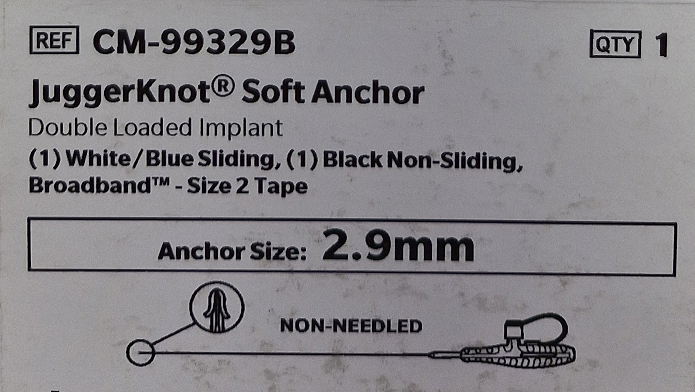 REF CM-99329B QTY 1
JuggerKnot® Soft Anchor
Double Loaded Implant
(1) White/Blue Sliding, (1) Black Non-Sliding,
Broadband™ - Size 2 Tape
Anchor Size: 2.9mm
NON-NEEDLED